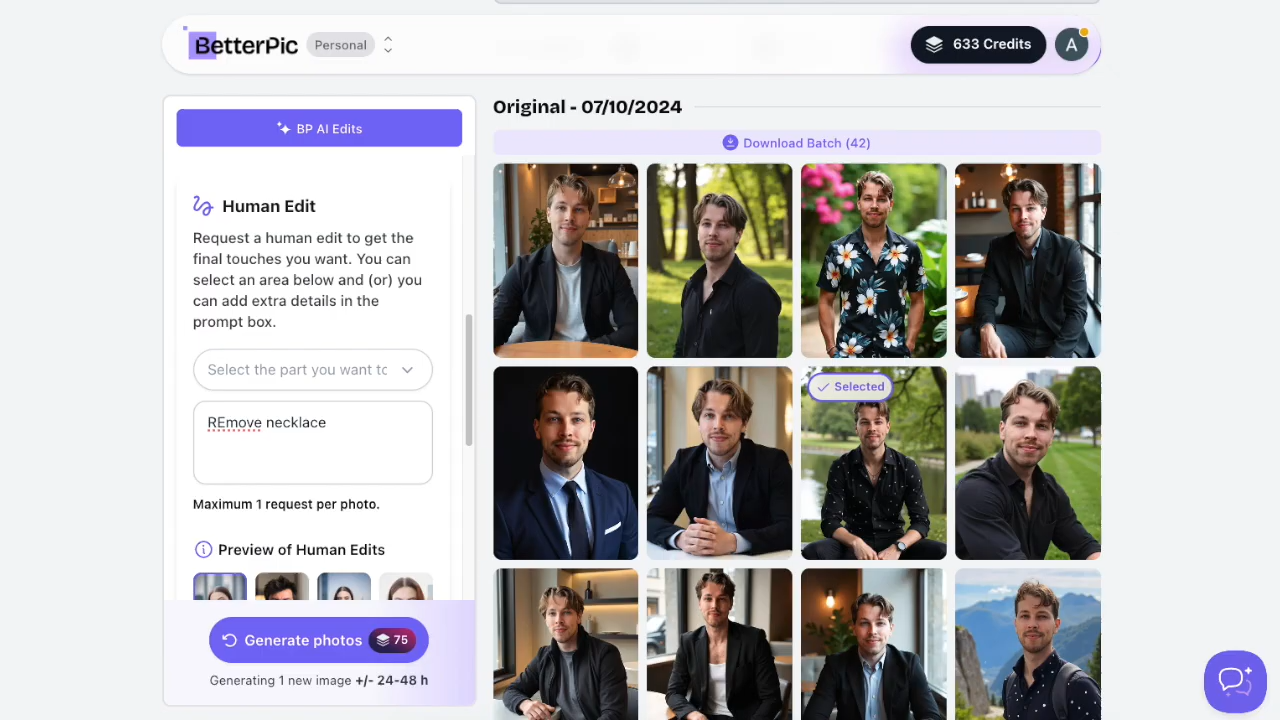 BetterPic
Personal
633 Credits
A
BP AI Edits
Human Edit
Request a human edit to get the
final touches you want. You can
select an area below and (or) you
can add extra details in the
prompt box.
Select the part you want to
REmove necklace
Maximum 1 request per photo.
Preview of Human Edits
Generate photos 75
Generating 1 new image +/- 24-48 h
Original - 07/10/2024
Download Batch (42)
Selected